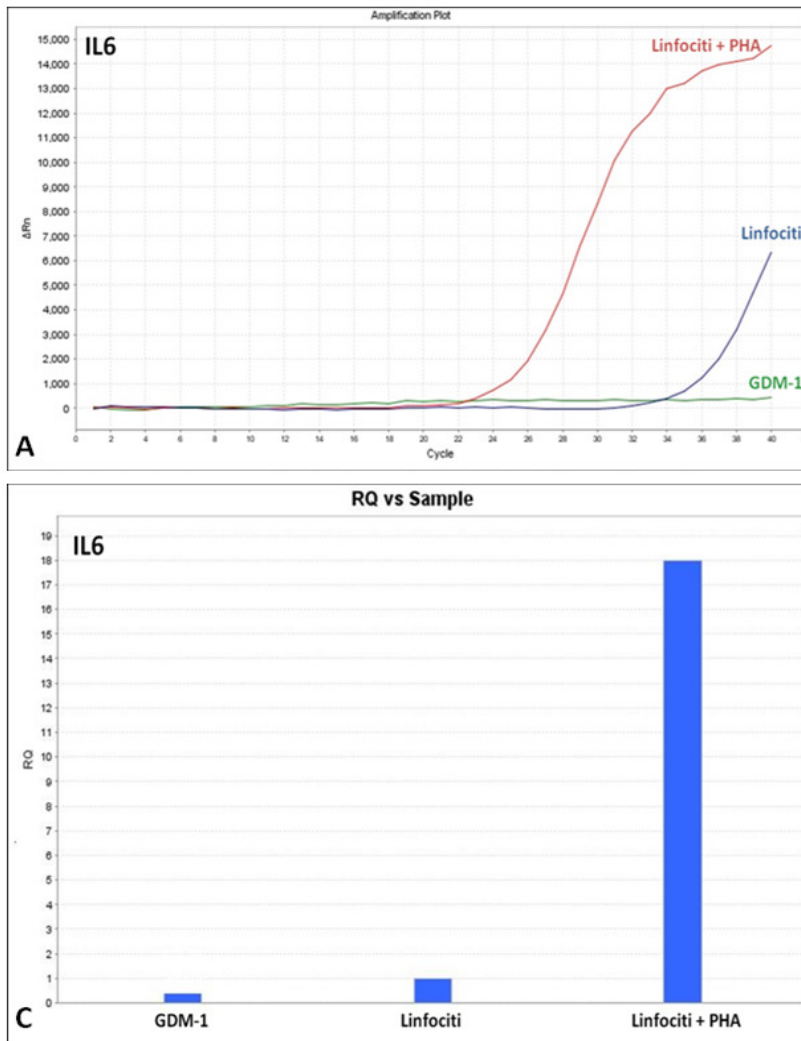 Amplification Plot
IL6
Linfociti + PHA
Linfociti
GDM-1
15,000
14,000
13,000
12,000
11,000
10,000
9,000
8,000
7,000
6,000
5,000
4,000
3,000
2,000
1,000
0
ΔRn
0 2 4 6 8 10 12 14 16 18 20 22 24 26 28 30 32 34 36 38 40
Cycle
A
RQ vs Sample
IL6
19
18
17
16
15
14
13
12
11
10
9
8
7
6
5
4
3
2
1
0
RQ
GDM-1 Linfociti Linfociti + PHA
C